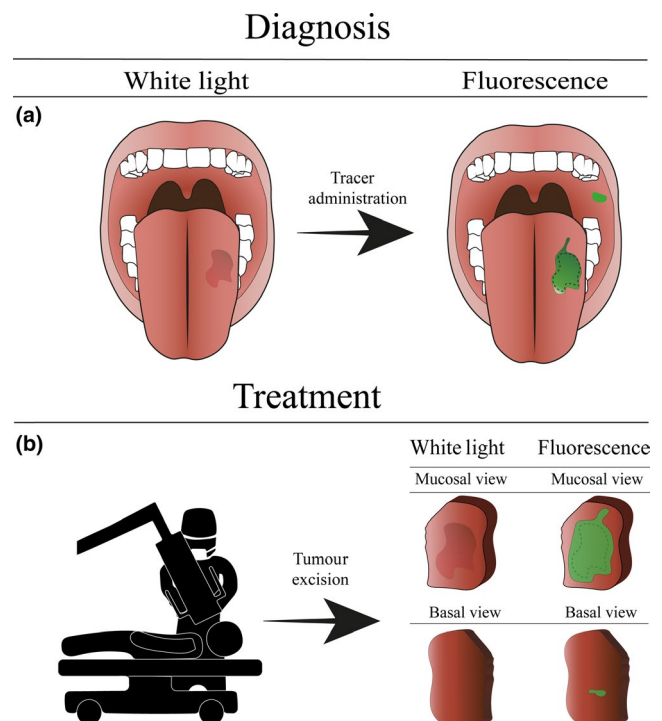 Diagnosis
White light
Fluorescence
(a)
Tracer
administration
Treatment
(b)
White light
Fluorescence
Mucosal view
Mucosal view
Tumour
excision
Basal view
Basal view